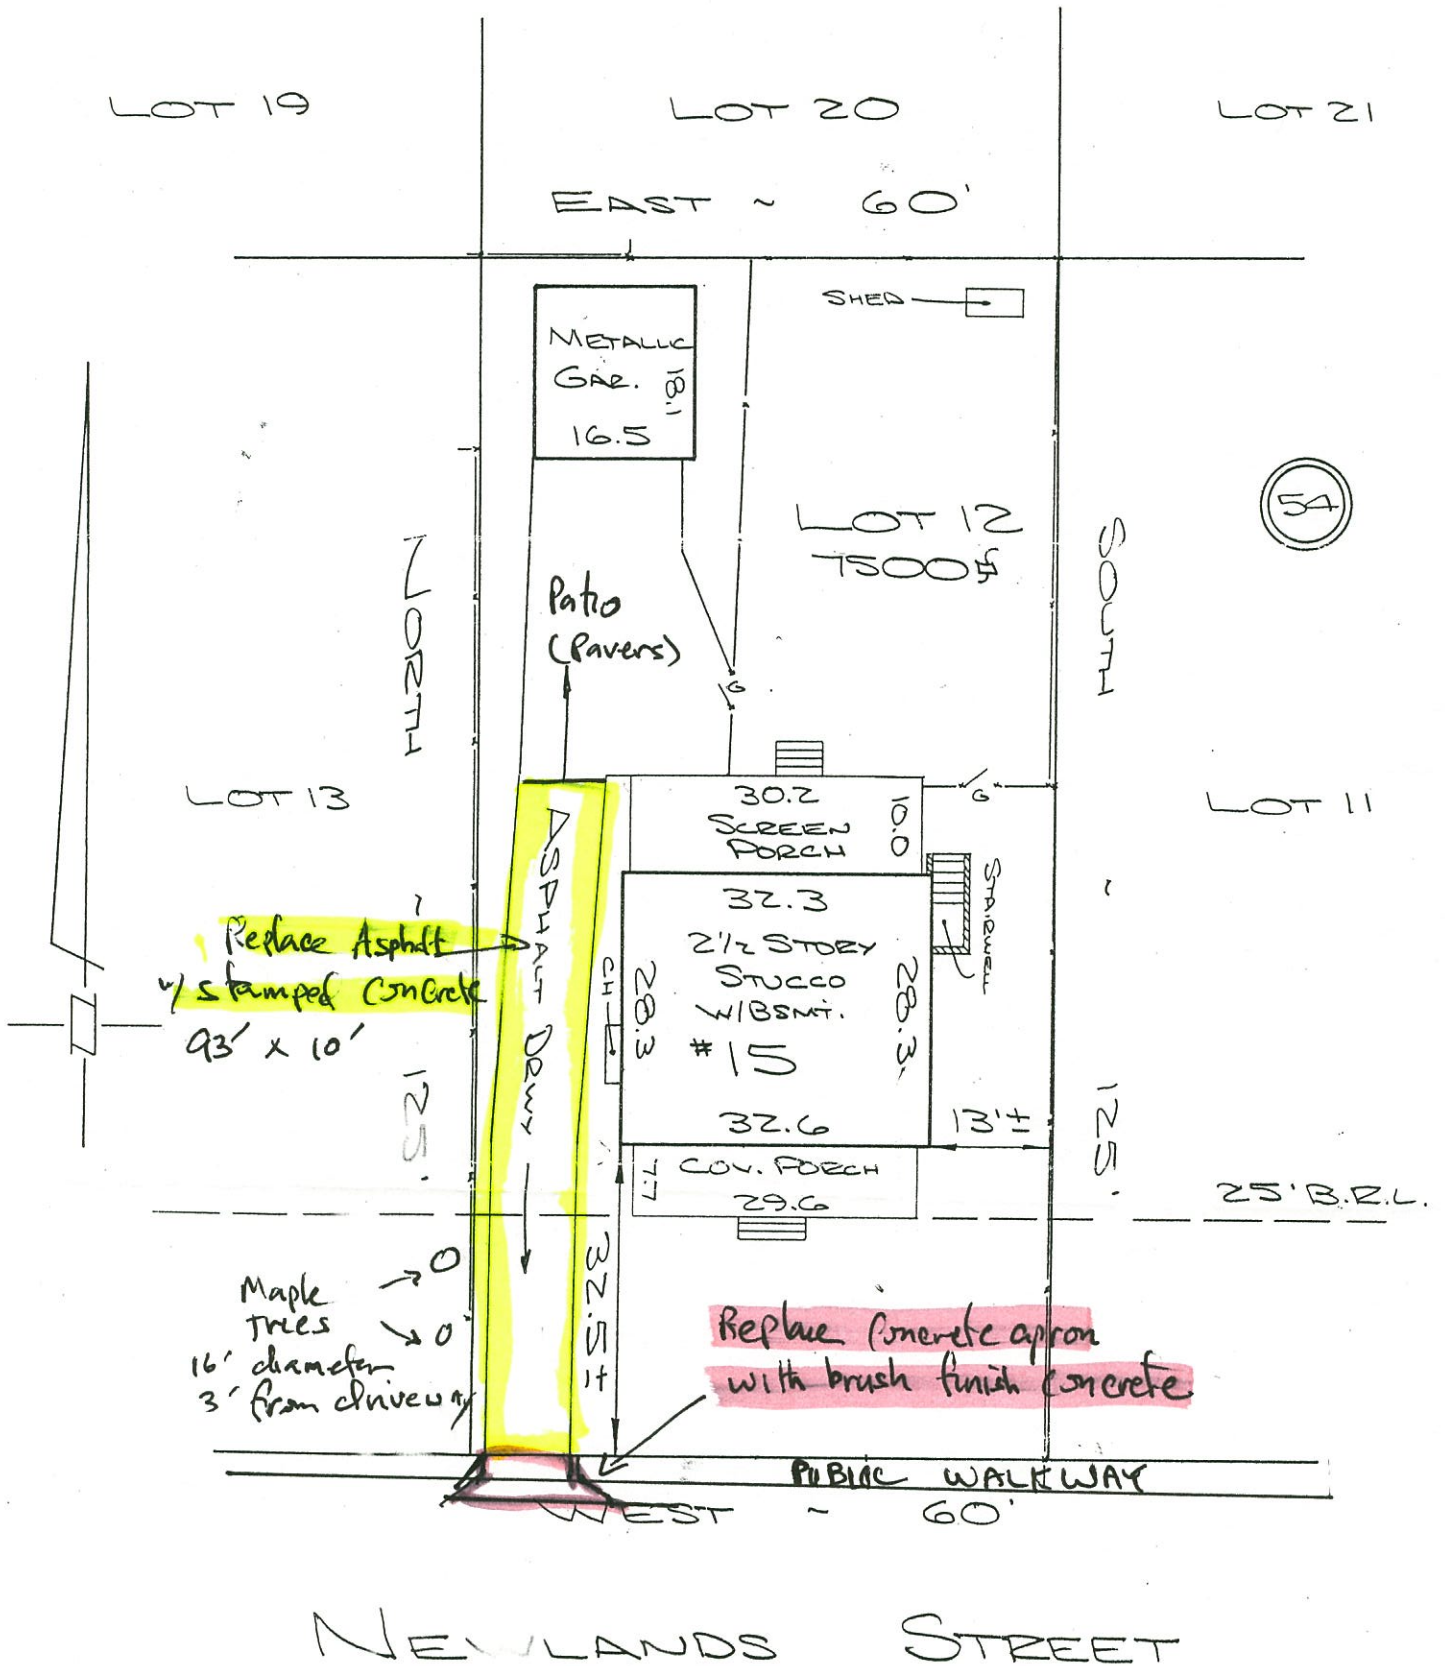 LOT 19
LOT 20
LOT 21
EAST ~ 60'
SHED
METALLIC
GAR.
18.1
16.5
54
LOT 12
7500
NORTH ~ 125'
SOUTH ~ 125'
Patio
(Pavers)
G
G
LOT 13
LOT 11
30.2
SCREEN
PORCH
10.0
STAIRWELL
ASPHALT DRWY
Replace Asphalt
w/ stamped concrete
93' x 10'
32.3
2 1/2 STORY
STUCCO
W/BSMT.
#15
32.6
28.3
28.3
CH
13'±
COV. PORCH
29.6
7.7
25' B.R.L.
32.5±
Maple
trees
16' diameter
3' from driveway
Replace Concrete apron
with brush finish concrete
PUBLIC WALKWAY
WEST ~ 60'
NEWLANDS STREET